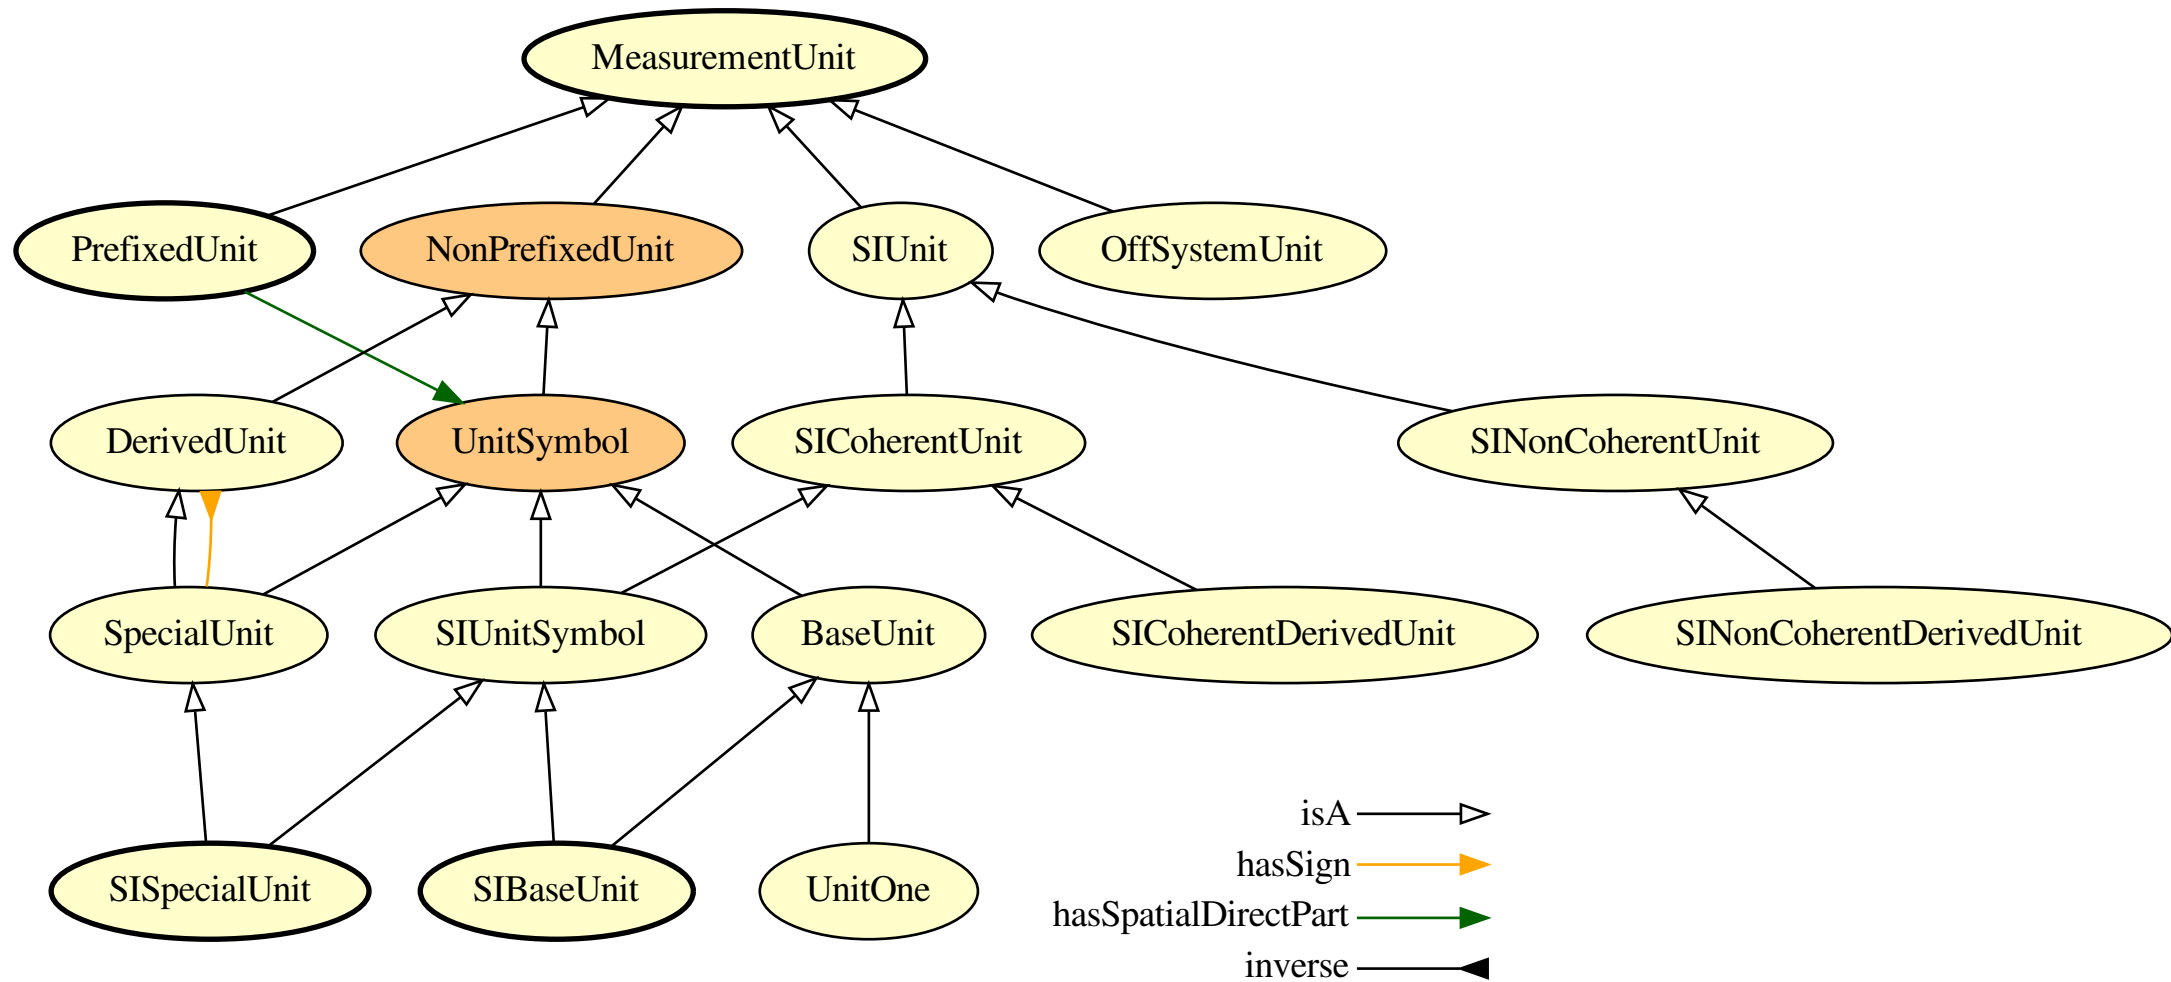 MeasurementUnit
PrefixedUnit
NonPrefixedUnit
SIUnit
OffSystemUnit
DerivedUnit
UnitSymbol
SICoherentUnit
SINonCoherentUnit
SpecialUnit
SIUnitSymbol
BaseUnit
SICoherentDerivedUnit
SINonCoherentDerivedUnit
SISpecialUnit
SIBaseUnit
UnitOne
isA
hasSign
hasSpatialDirectPart
inverse